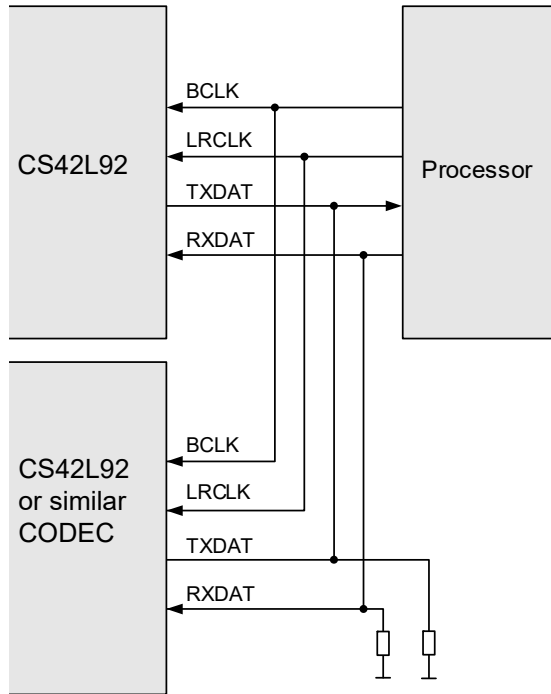 CS42L92
BCLK
LRCLK
TXDAT
RXDAT
Processor
CS42L92
or similar
CODEC
BCLK
LRCLK
TXDAT
RXDAT